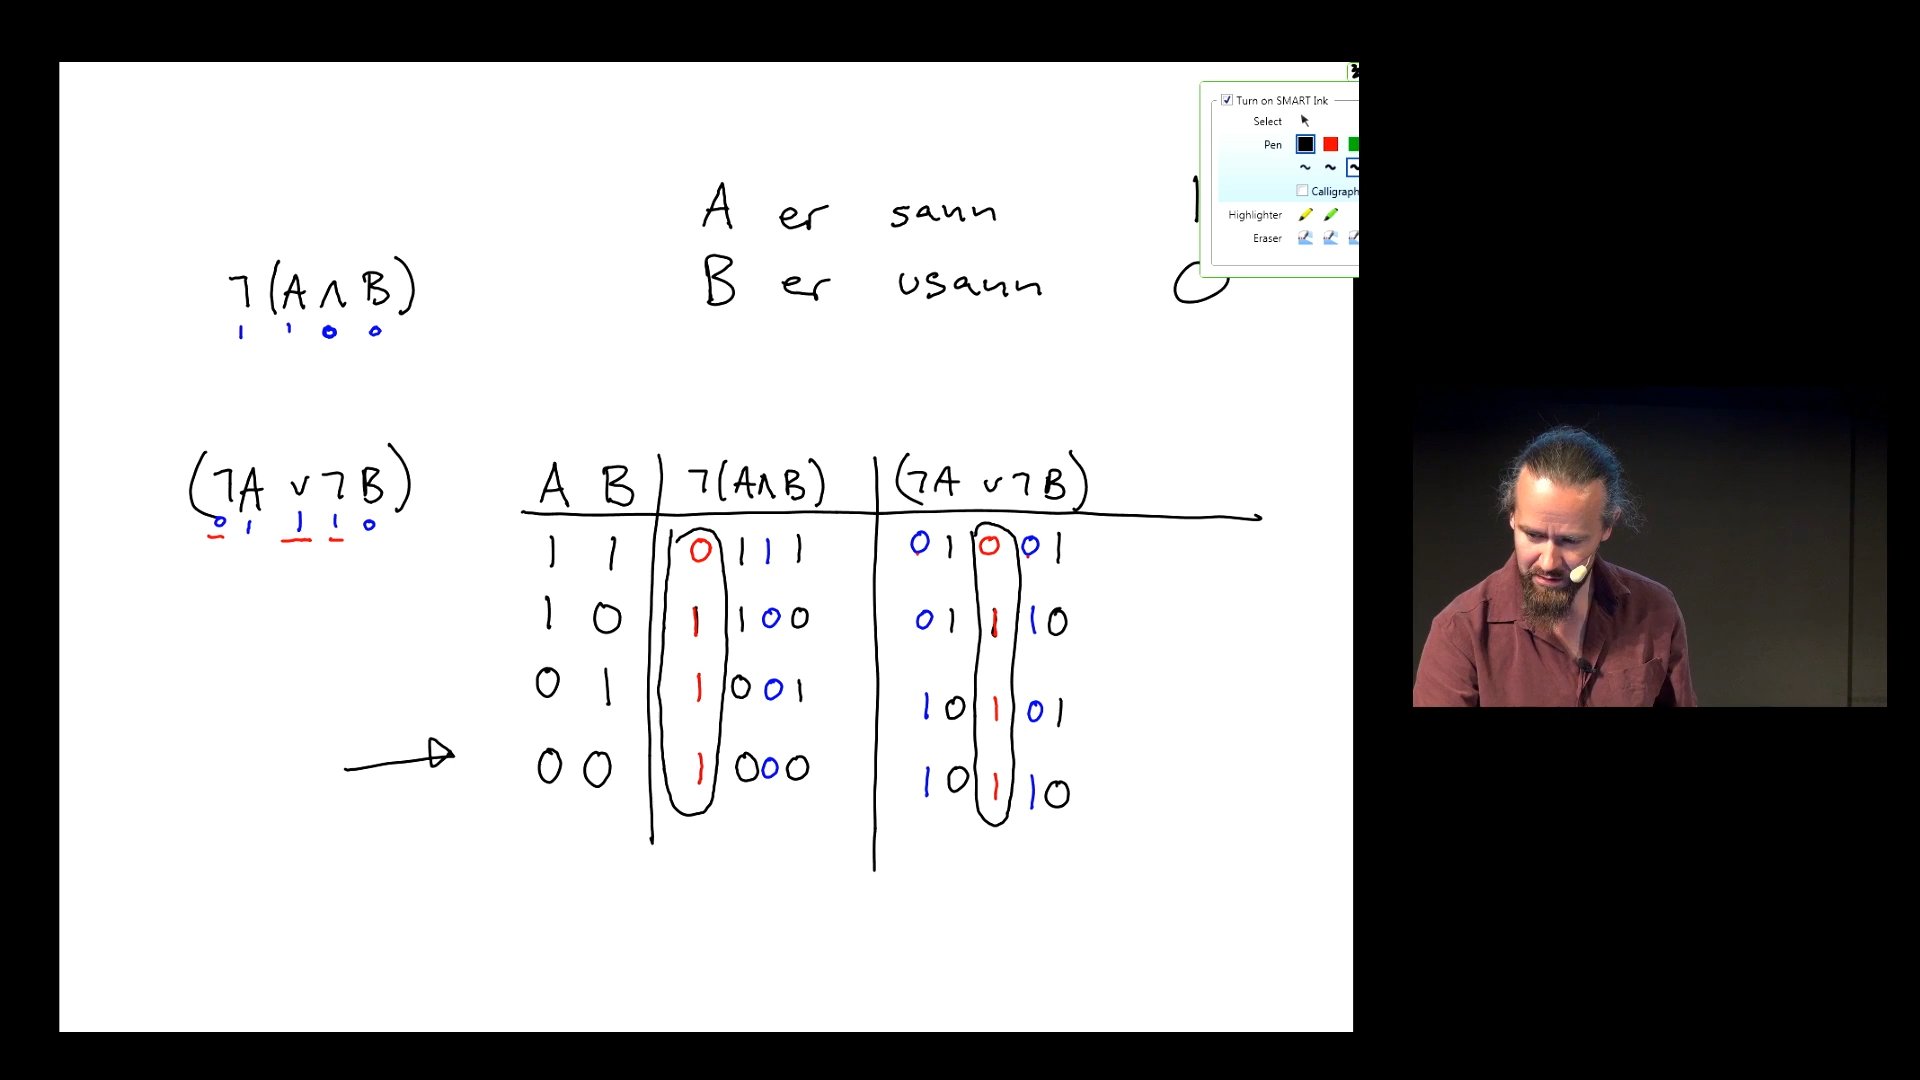 Turn on SMART Ink
Select
Pen
Calligraph
Highlighter
Eraser
A er sann 1
B er usann 0
¬(A∧B)
1 1 0 0
(¬A ∨ ¬B)
0 1 1 1 0
A B ¬(A∧B) (¬A ∨ ¬B)
1 1 0 1 1 1 0 1 0 0 1
1 0 1 1 0 0 0 1 1 1 0
0 1 1 0 0 1 1 0 1 0 1
0 0 1 0 0 0 1 0 1 1 0